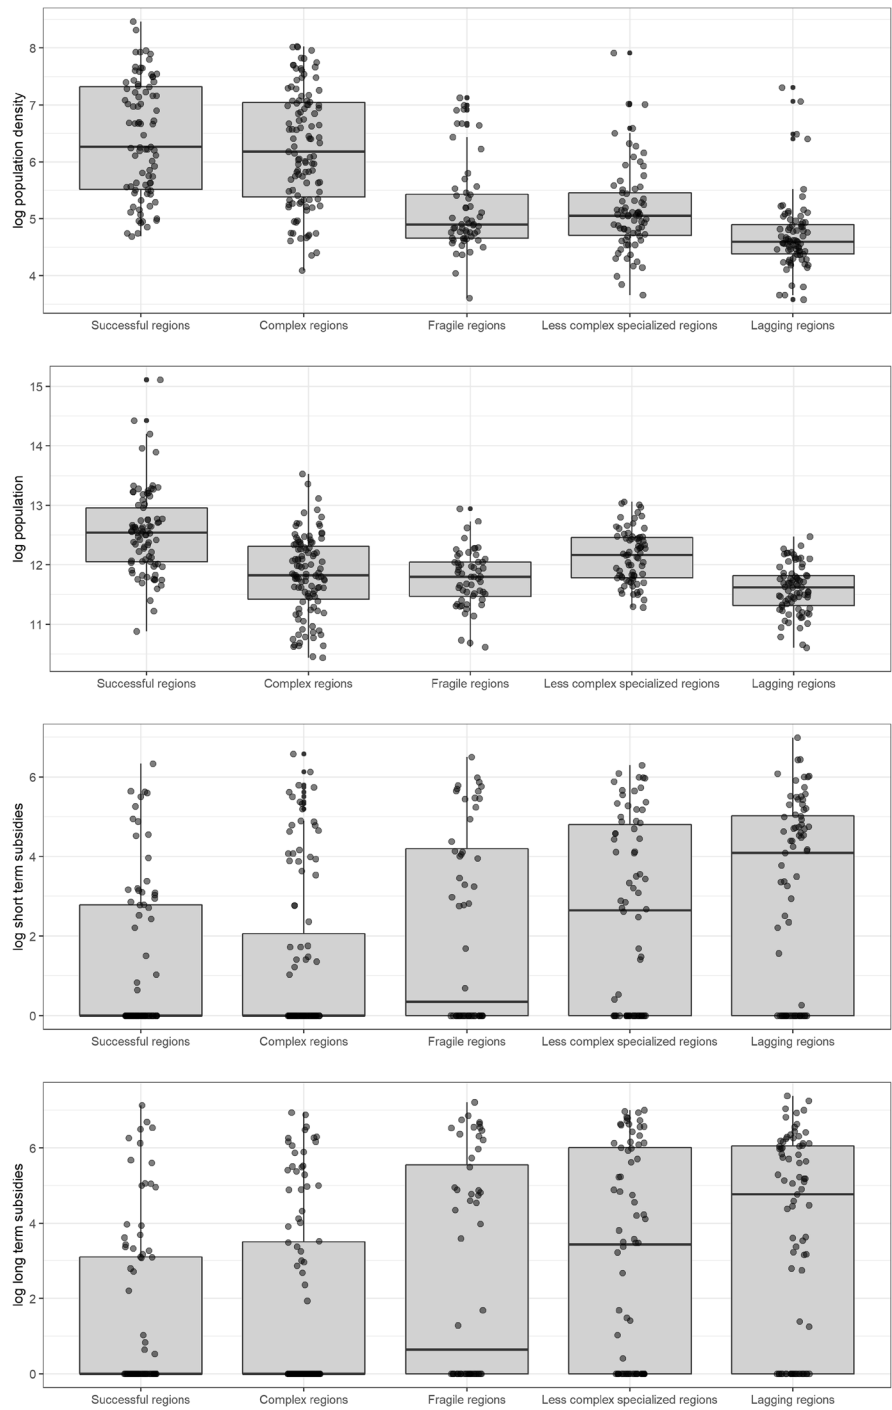 log population density
8
7
6
5
4
Successful regions Complex regions Fragile regions Less complex specialized regions Lagging regions
log population
15
14
13
12
11
Successful regions Complex regions Fragile regions Less complex specialized regions Lagging regions
log short term subsidies
6
4
2
0
Successful regions Complex regions Fragile regions Less complex specialized regions Lagging regions
log long term subsidies
6
4
2
0
Successful regions Complex regions Fragile regions Less complex specialized regions Lagging regions